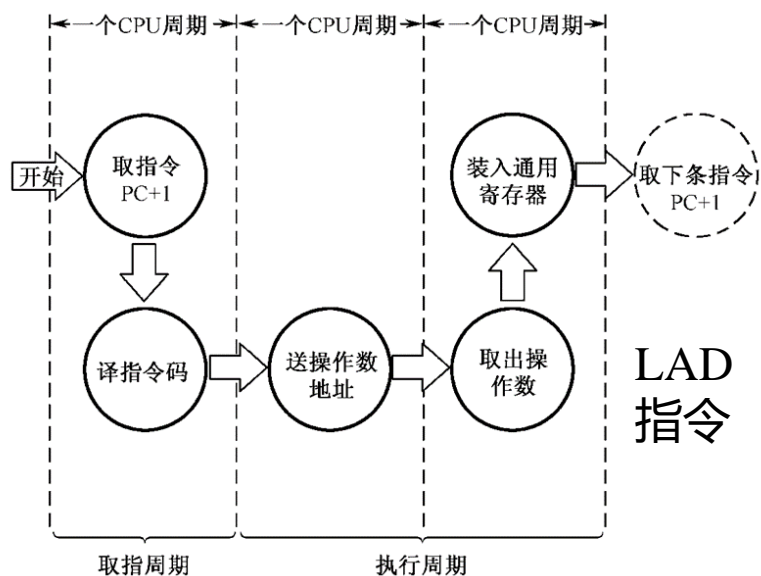 一个CPU周期
一个CPU周期
一个CPU周期
开始
取指令
PC+1
装入通用
寄存器
取下条指令
PC+1
译指令码
送操作数
地址
取出操
作数
LAD
指令
取指周期
执行周期